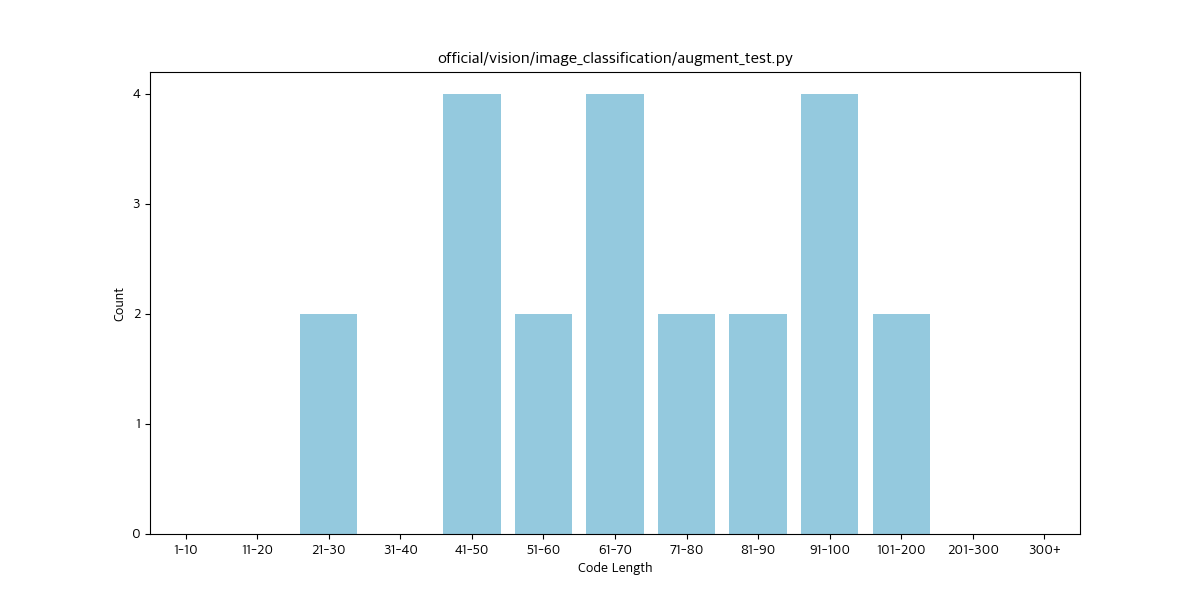 official/vision/image_classification/augment_test.py
4
3
2
1
0
Count
1-10 11-20 21-30 31-40 41-50 51-60 61-70 71-80 81-90 91-100 101-200 201-300 300+
Code Length